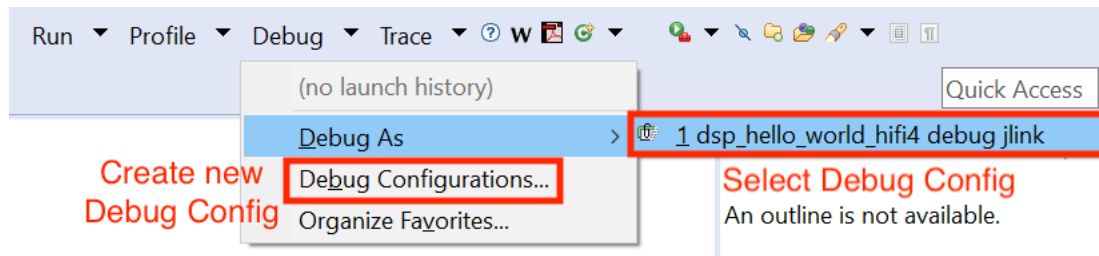 Run Profile Debug Trace ? W
(no launch history)
Quick Access
Debug As > 1 dsp_hello_world_hifi4 debug jlink
Create new
Debug Config
Debug Configurations...
Select Debug Config
Organize Favorites...
An outline is not available.